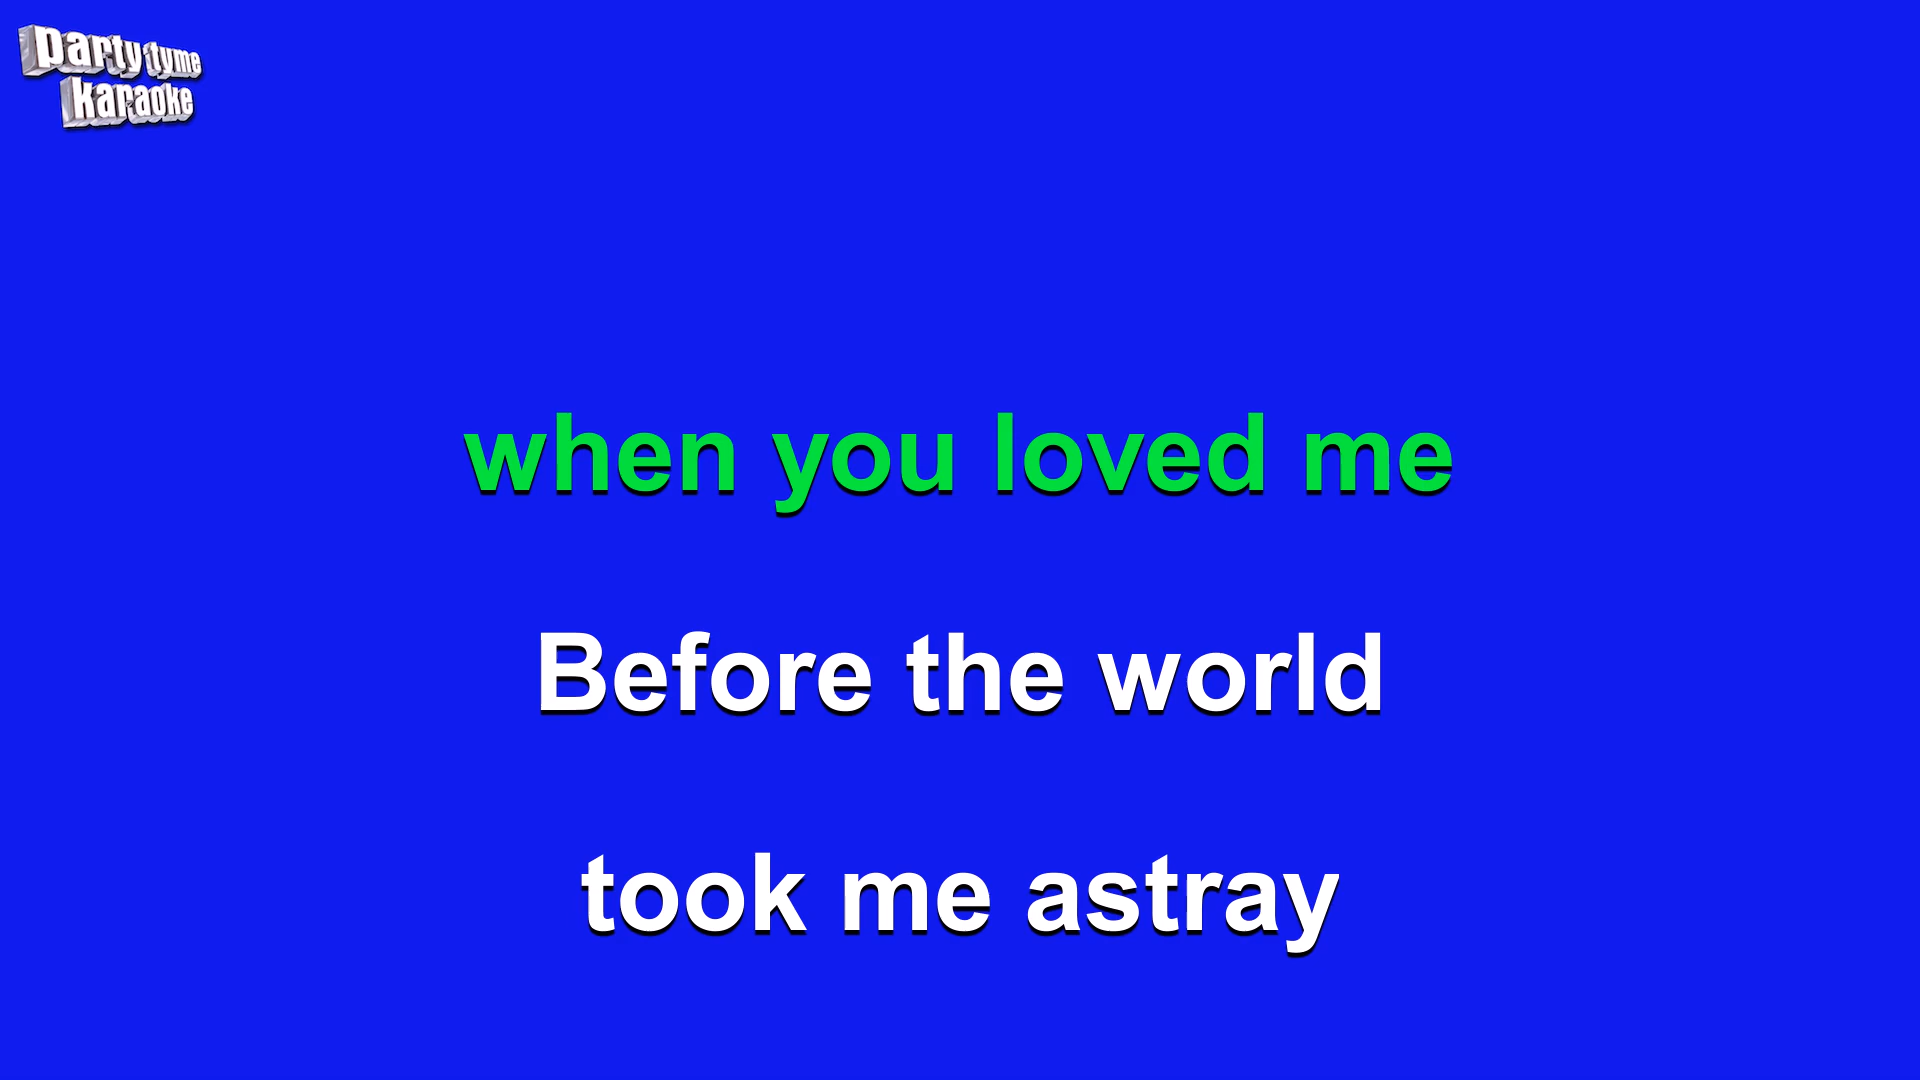 party tyme
karaoke
when you loved me
Before the world
took me astray